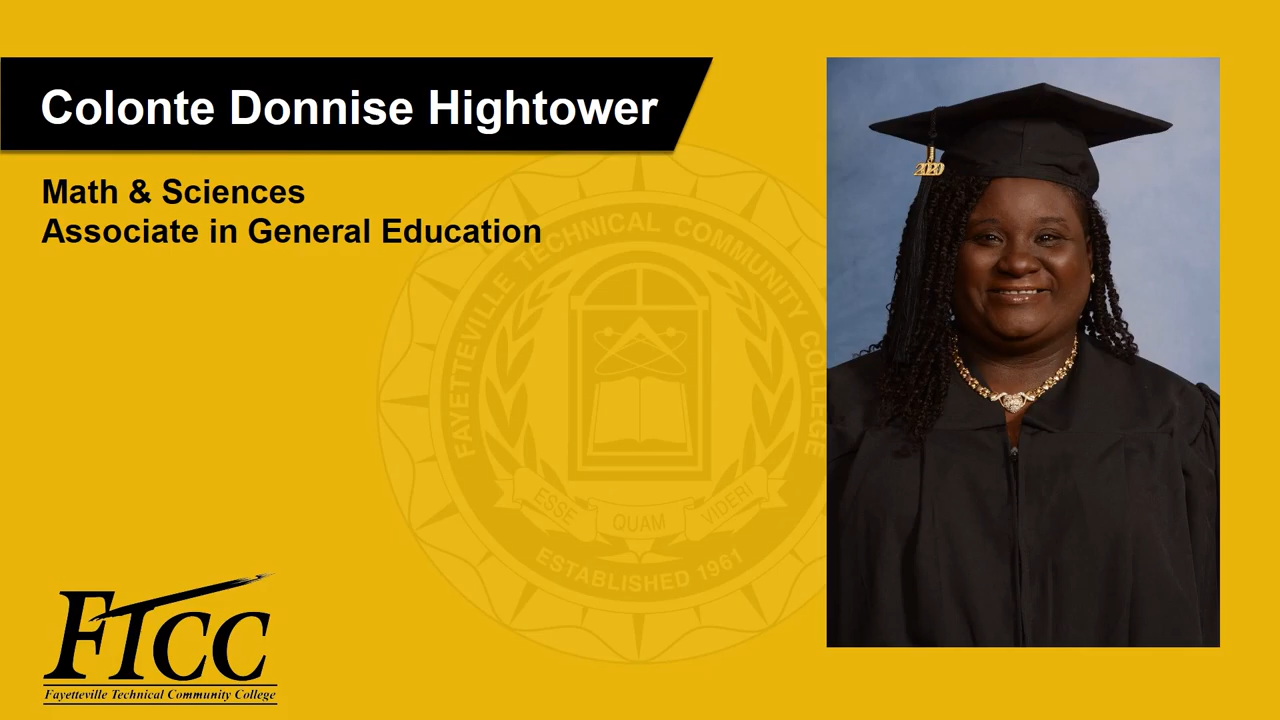 Colonte Donnise Hightower
Math & Sciences
Associate in General Education
2020
FAYETTEVILLE TECHNICAL COMMUNITY COLLEGE
ESSE QUAM VIDERI
ESTABLISHED 1961
FTCC
Fayetteville Technical Community College